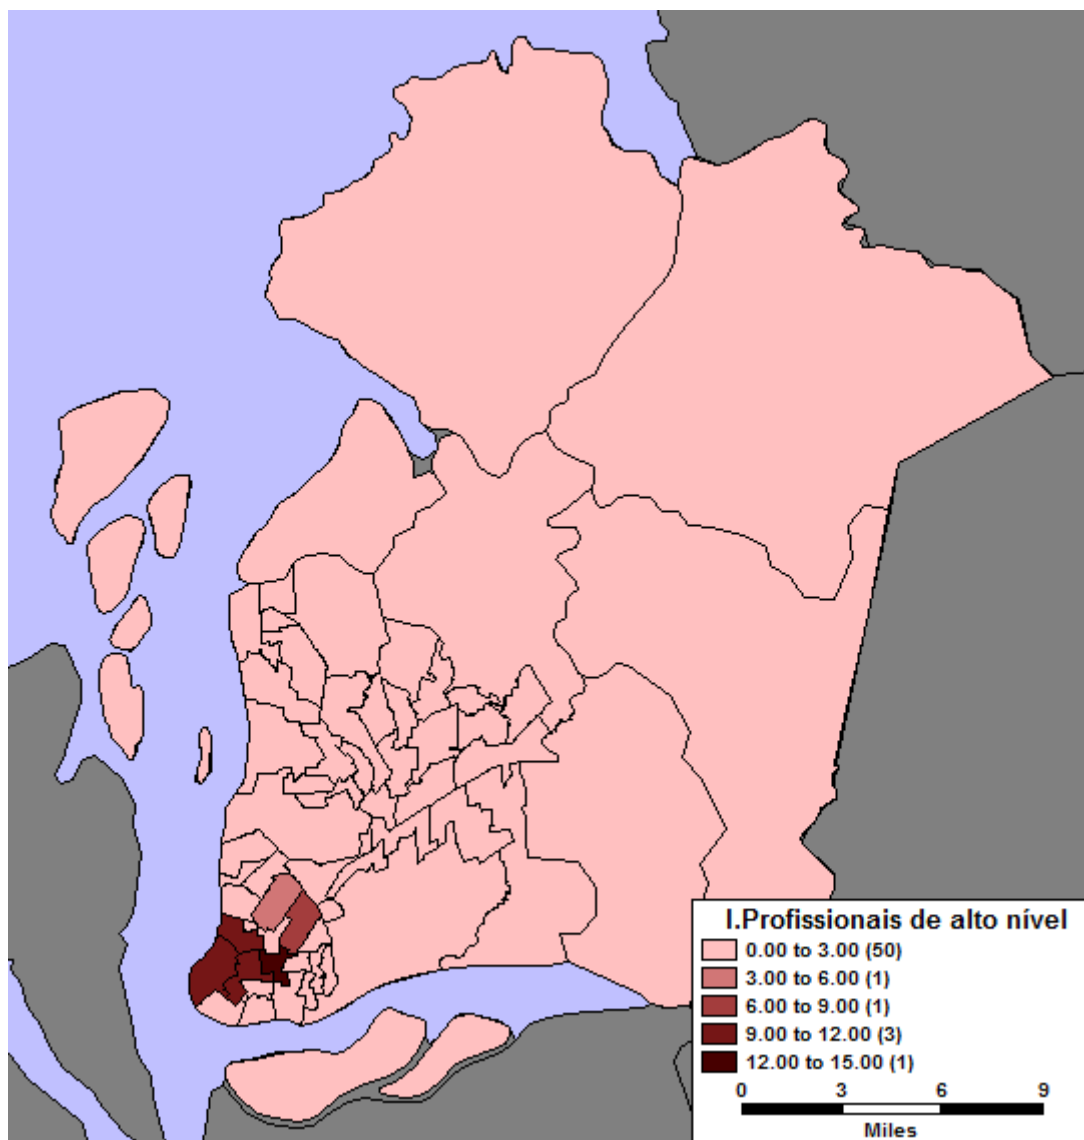 I.Profissionais de alto nível
0.00 to 3.00 (50)
3.00 to 6.00 (1)
6.00 to 9.00 (1)
9.00 to 12.00 (3)
12.00 to 15.00 (1)
0 3 6 9
Miles